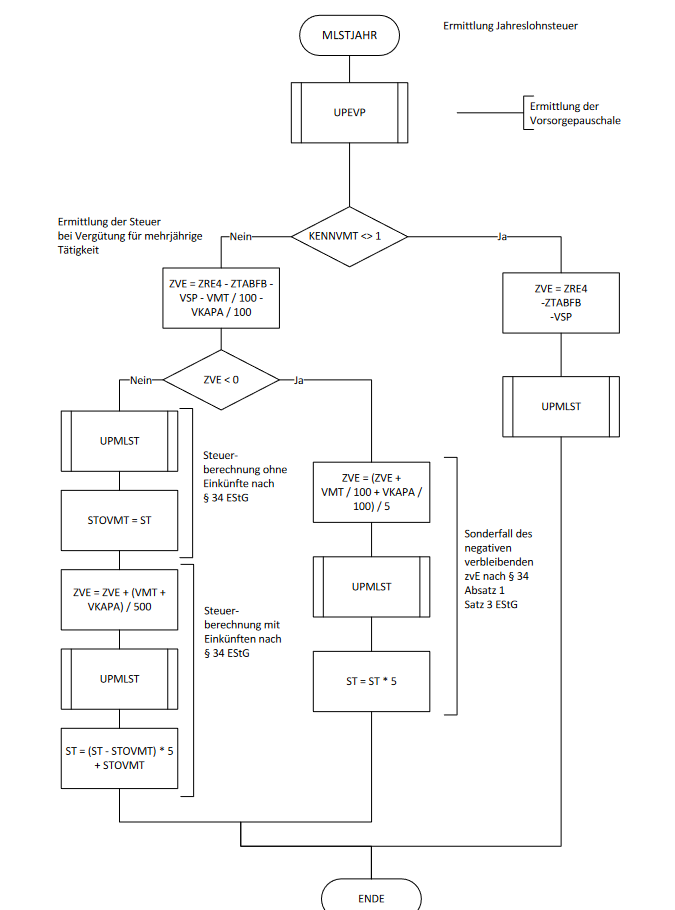 MLSTJAHR
Ermittlung Jahreslohnsteuer
UPEVP
Ermittlung der
Vorsorgepauschale
Ermittlung der Steuer
bei Vergütung für mehrjährige
Tätigkeit
Nein
KENNVMT <> 1
Ja
ZVE = ZRE4 - ZTABFB -
VSP - VMT / 100 -
VKAPA / 100
ZVE = ZRE4
-ZTABFB
-VSP
Nein
ZVE < 0
Ja
UPMLST
UPMLST
Steuer-
berechnung ohne
Einkünfte nach
§ 34 EStG
STOVMT = ST
ZVE = (ZVE +
VMT / 100 + VKAPA /
100) / 5
Sonderfall des
negativen
verbleibenden
zvE nach § 34
Absatz 1
Satz 3 EStG
ZVE = ZVE + (VMT +
VKAPA) / 500
UPMLST
Steuer-
berechnung mit
Einkünften nach
§ 34 EStG
UPMLST
ST = ST * 5
ST = (ST - STOVMT) * 5
+ STOVMT
ENDE